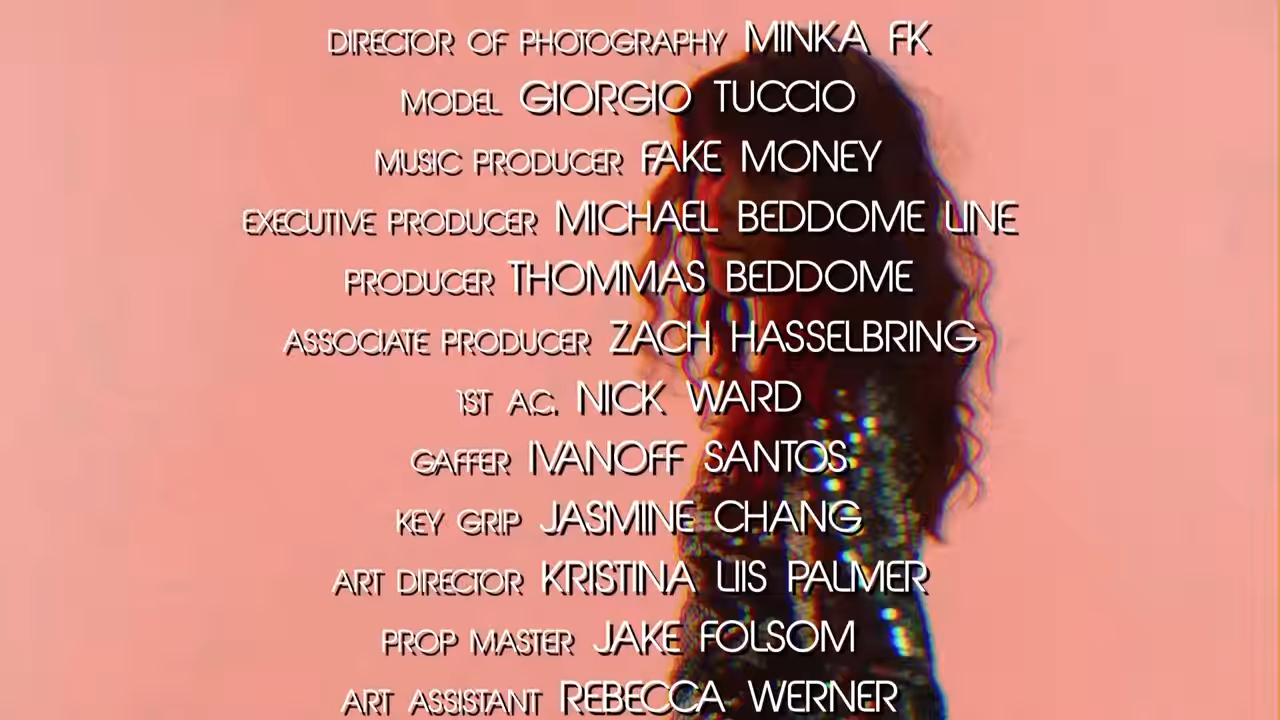 DIRECTOR OF PHOTOGRAPHY MINKA FK
MODEL GIORGIO TUCCIO
MUSIC PRODUCER FAKE MONEY
EXECUTIVE PRODUCER MICHAEL BEDDOME LINE
PRODUCER THOMMAS BEDDOME
ASSOCIATE PRODUCER ZACH HASSELBRING
1ST A.C. NICK WARD
GAFFER IVANOFF SANTOS
KEY GRIP JASMINE CHANG
ART DIRECTOR KRISTINA LIIS PALMER
PROP MASTER JAKE FOLSOM
ART ASSISTANT REBECCA WERNER